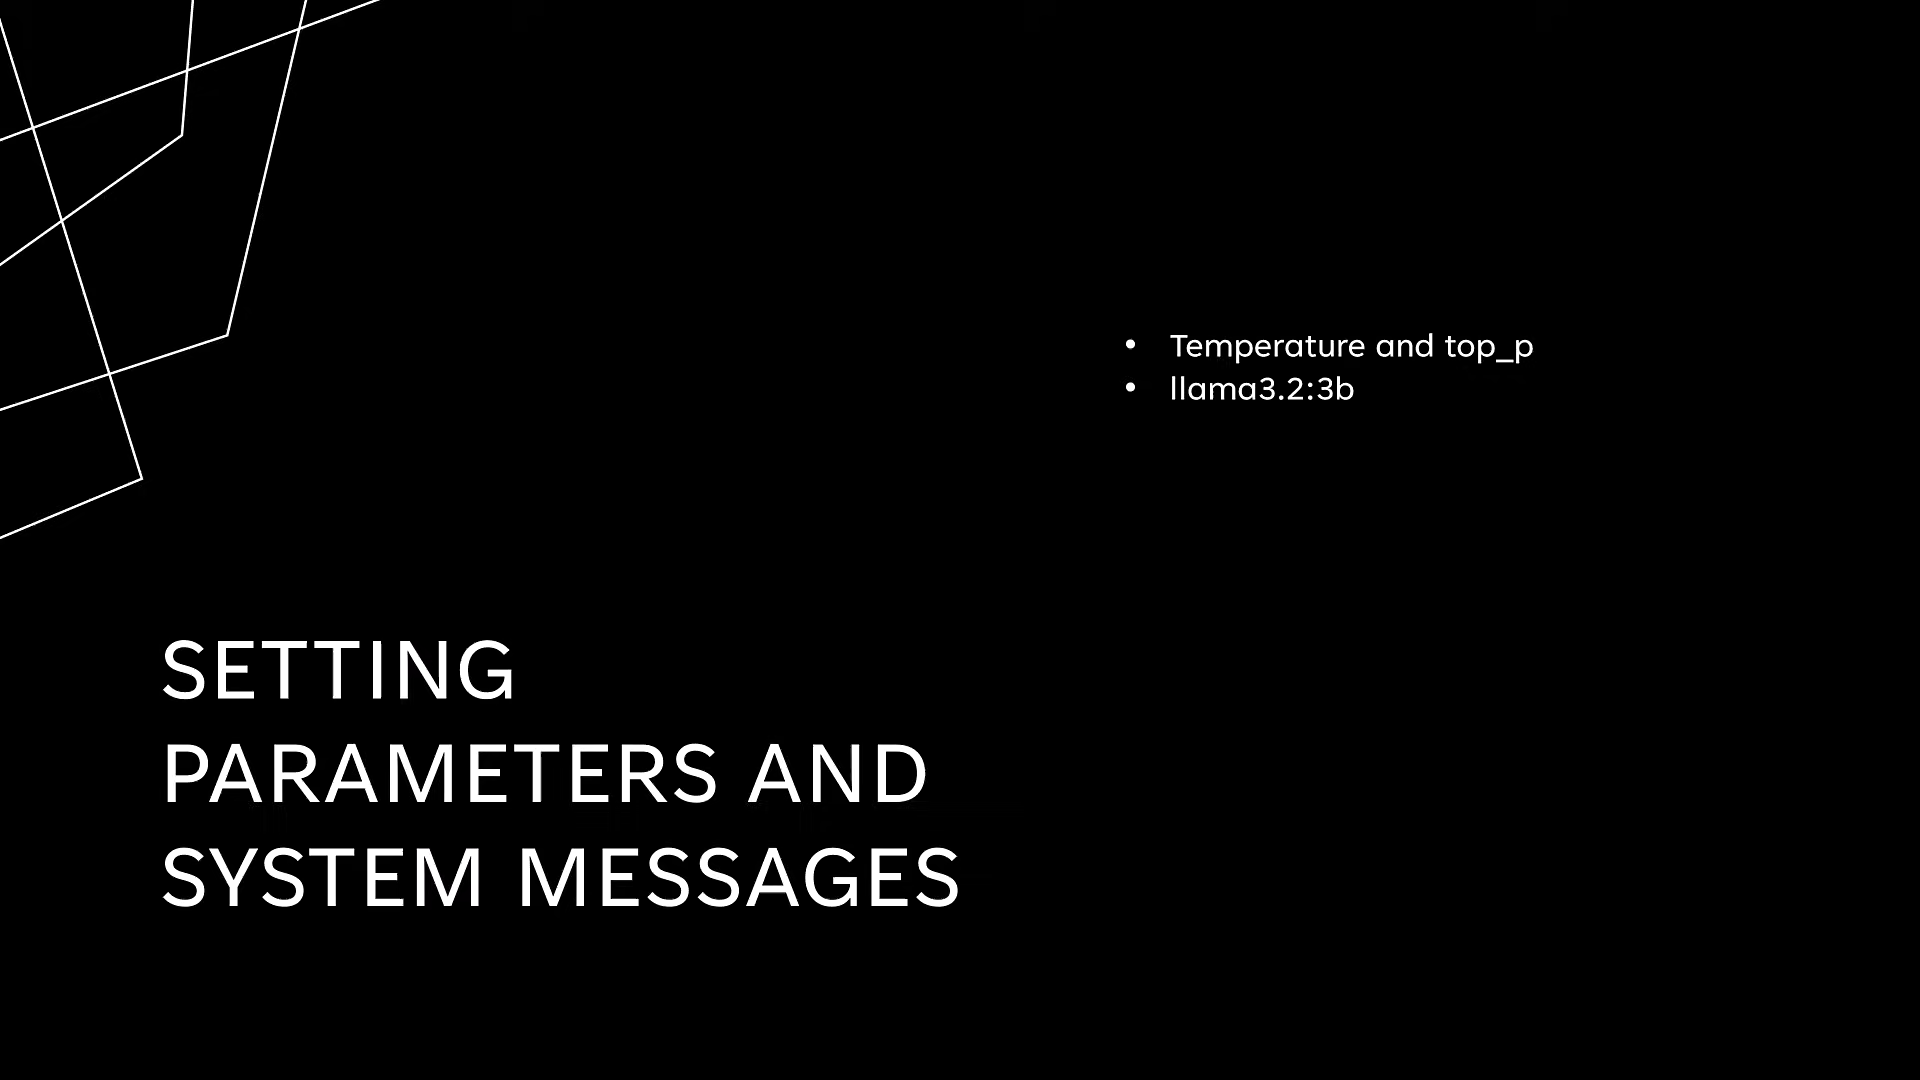 SETTING
PARAMETERS AND
SYSTEM MESSAGES
• Temperature and top_p
• llama3.2:3b